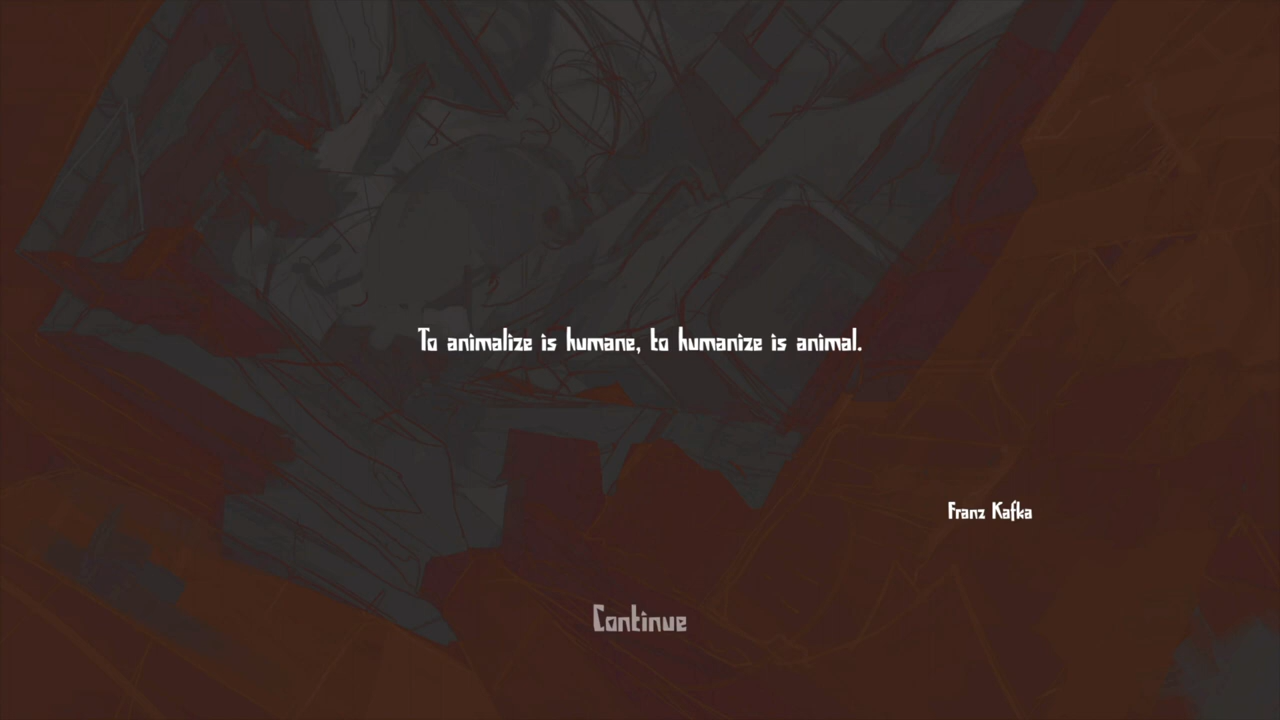 To animalize is humane, to humanize is animal.
Franz Kafka
Continue